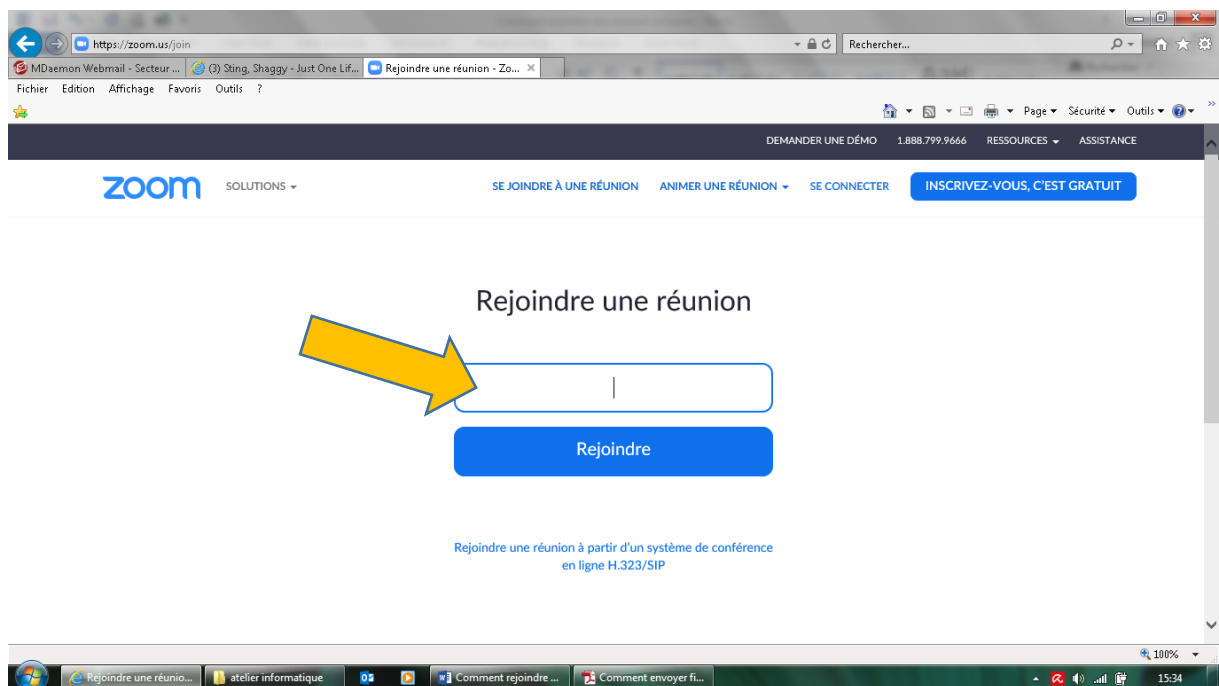 https://zoom.us/join
Rechercher...
MDaemon Webmail - Secteur ...
(3) Sting, Shaggy - Just One Lif...
Rejoindre une réunion - Zo...
Fichier Edition Affichage Favoris Outils ?
Page Sécurité Outils
DEMANDER UNE DÉMO 1.888.799.9666 RESSOURCES ASSISTANCE
zoom SOLUTIONS SE JOINDRE À UNE RÉUNION ANIMER UNE RÉUNION SE CONNECTER INSCRIVEZ-VOUS, C'EST GRATUIT
Rejoindre une réunion
Rejoindre
Rejoindre une réunion à partir d'un système de conférence
en ligne H.323/SIP
100%
Rejoindre une réunio... atelier informatique Comment rejoindre ... Comment envoyer fi... 15:34